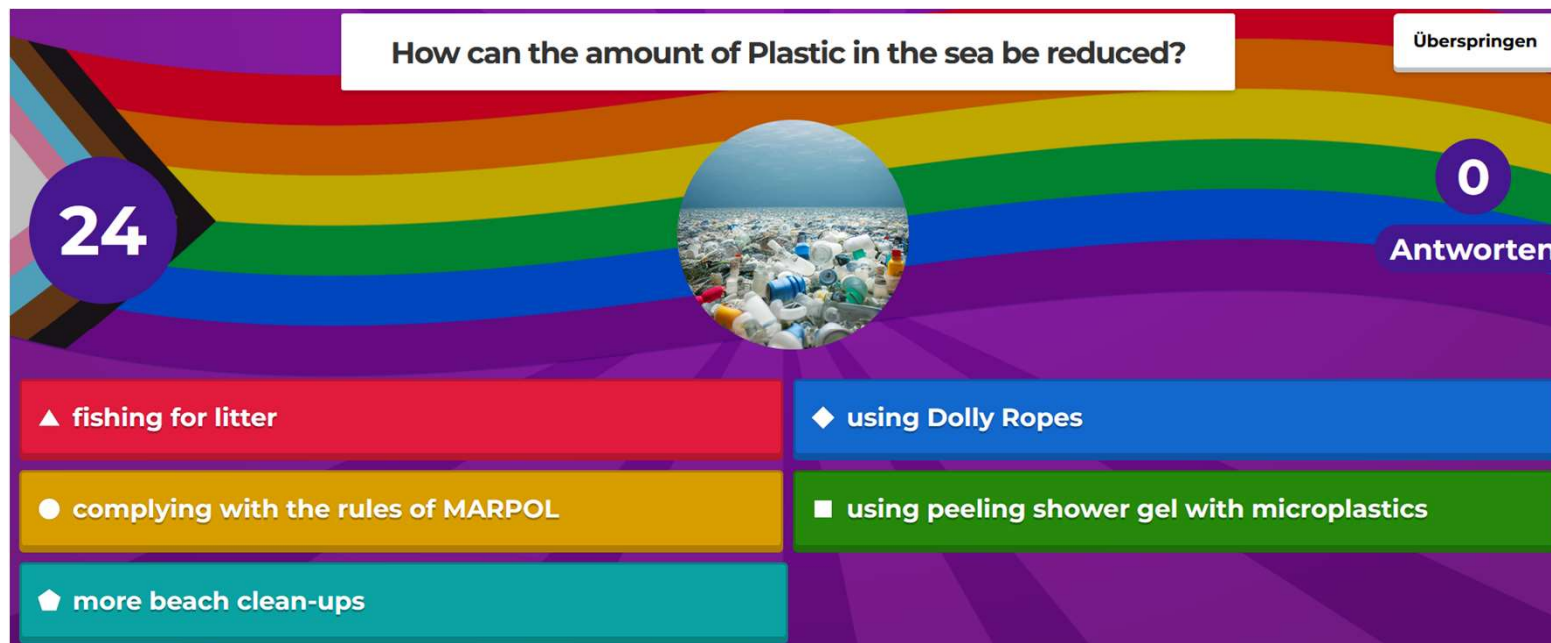 How can the amount of Plastic in the sea be reduced?
Überspringen
24
0
Antworten
fishing for litter
using Dolly Ropes
complying with the rules of MARPOL
using peeling shower gel with microplastics
more beach clean-ups